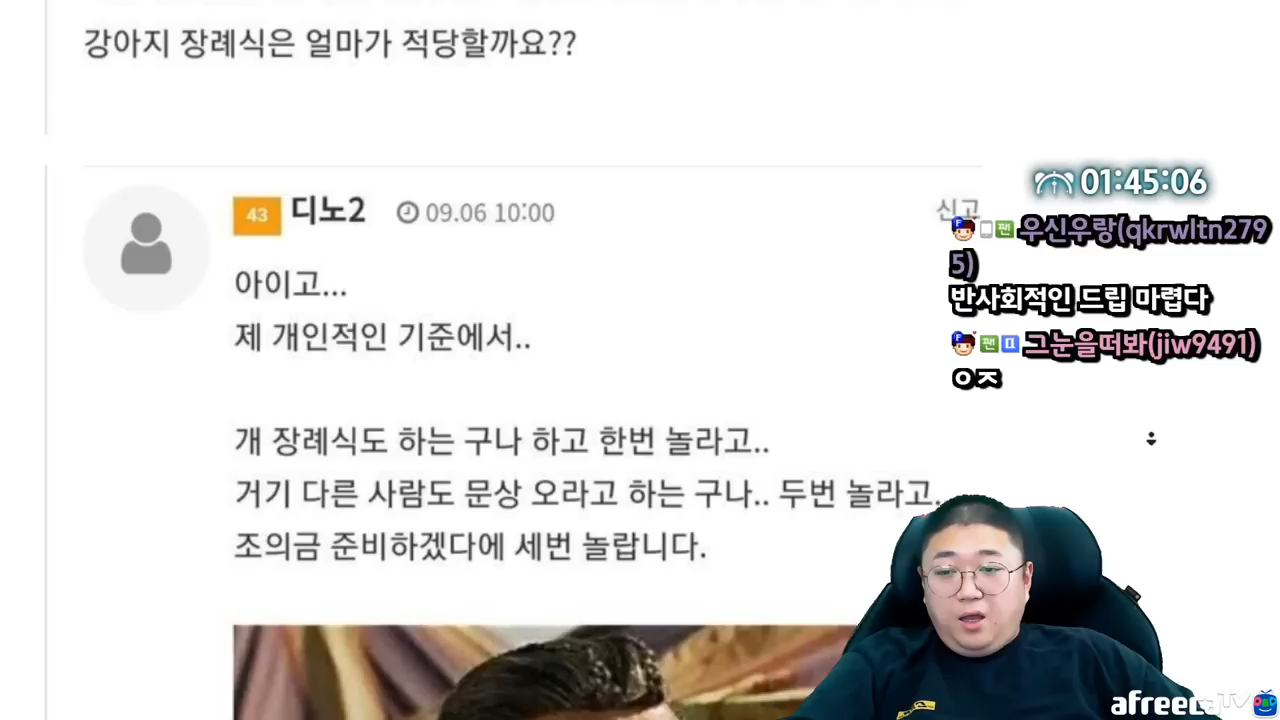 강아지 장례식은 얼마가 적당할까요??
43 디노2 09.06 10:00
신고
아이고...
제 개인적인 기준에서..
개 장례식도 하는 구나 하고 한번 놀라고..
거기 다른 사람도 문상 오라고 하는 구나.. 두번 놀라고..
조의금 준비하겠다에 세번 놀랍니다.
01:45:06
우신우랑(qkrwltn279
5)
반사회적인 드립 마렵다
그눈을떠봐(jiw9491)
ㅇㅈ
afreecaTV